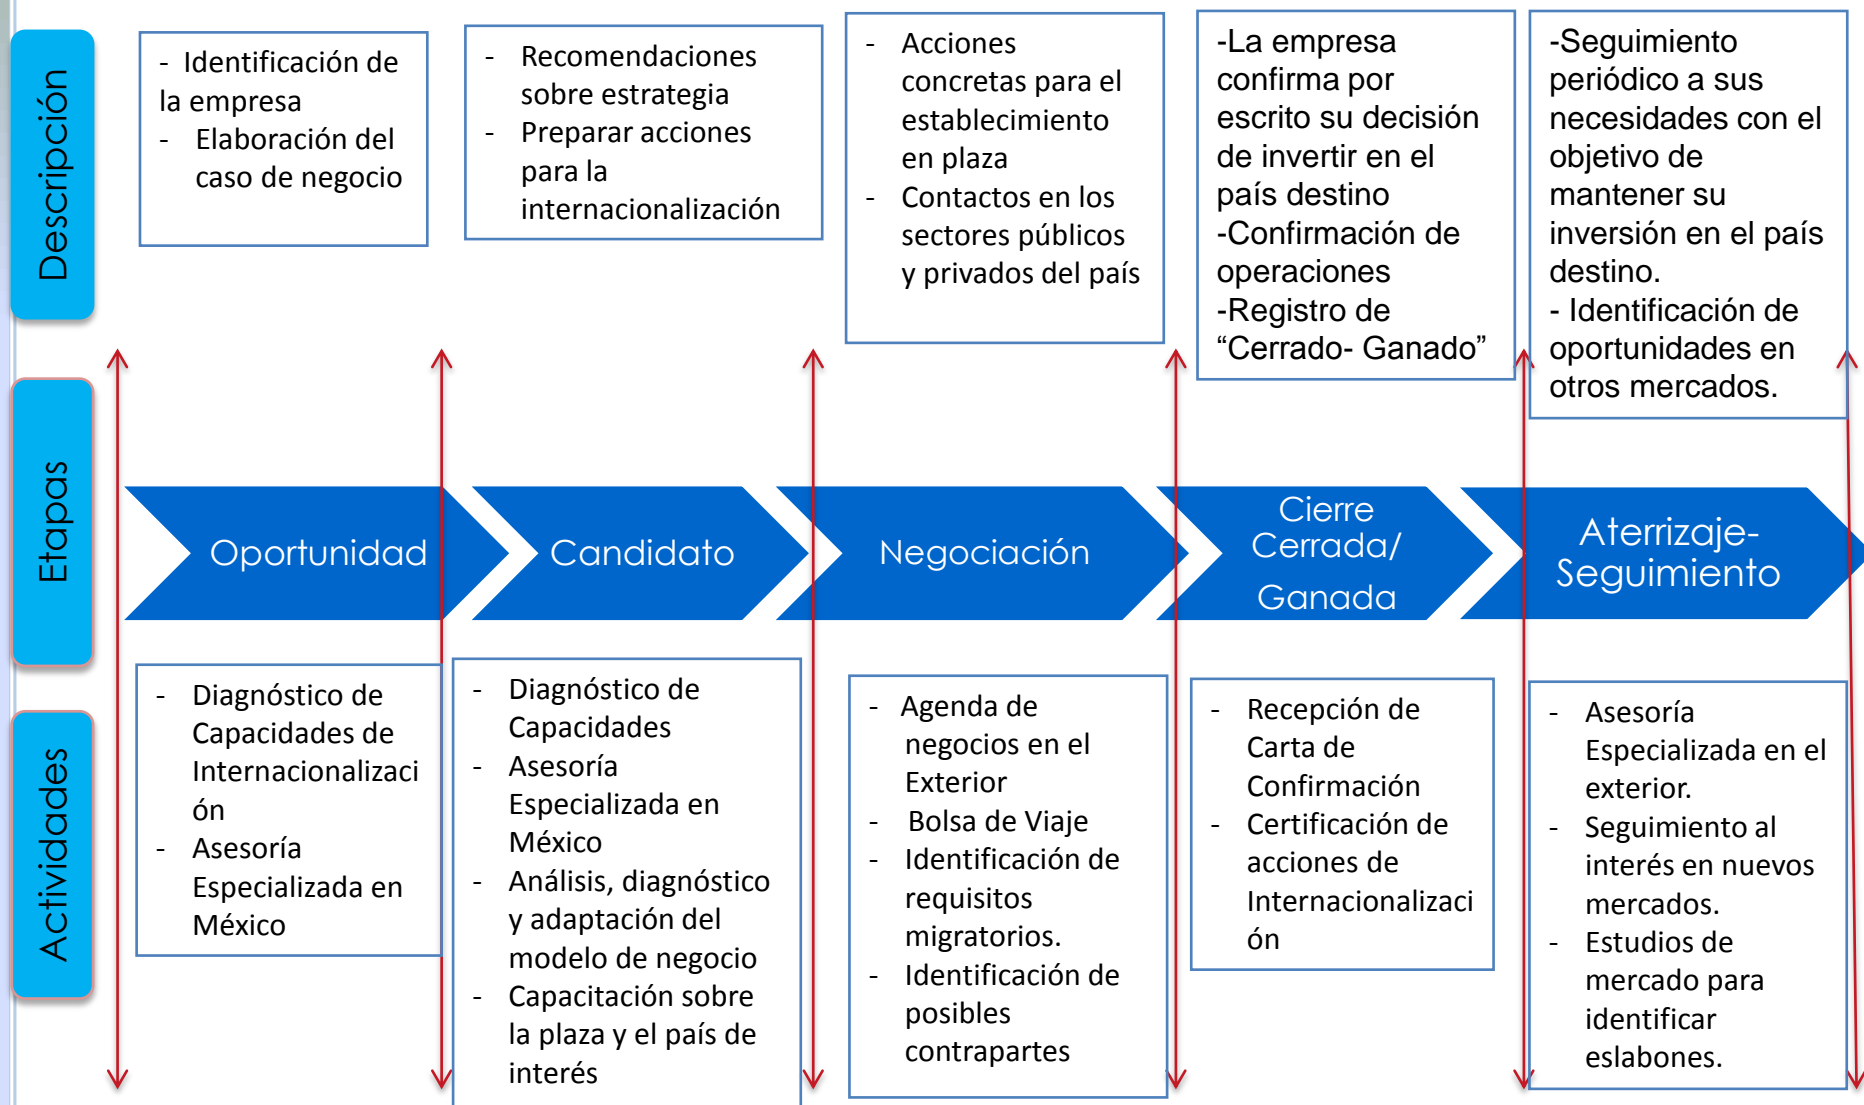 Descripción
- Identificación de
la empresa
- Elaboración del
caso de negocio
- Recomendaciones
sobre estrategia
- Preparar acciones
para la
internacionalización
- Acciones
concretas para el
establecimiento
en plaza
- Contactos en los
sectores públicos
y privados del país
-La empresa
confirma por
escrito su decisión
de invertir en el
país destino
-Confirmación de
operaciones
-Registro de
“Cerrado- Ganado”
-Seguimiento
periódico a sus
necesidades con el
objetivo de
mantener su
inversión en el país
destino.
- Identificación de
oportunidades en
otros mercados.
Etapas
Oportunidad
Candidato
Negociación
Cierre
Cerrada/
Ganada
Aterrizaje-
Seguimiento
Actividades
- Diagnóstico de
Capacidades de
Internacionalizaci
ón
- Asesoría
Especializada en
México
- Diagnóstico de
Capacidades
- Asesoría
Especializada en
México
- Análisis, diagnóstico
y adaptación del
modelo de negocio
- Capacitación sobre
la plaza y el país de
interés
- Agenda de
negocios en el
Exterior
- Bolsa de Viaje
- Identificación de
requisitos
migratorios.
- Identificación de
posibles
contrapartes
- Recepción de
Carta de
Confirmación
- Certificación de
acciones de
Internacionalizaci
ón
- Asesoría
Especializada en el
exterior.
- Seguimiento al
interés en nuevos
mercados.
- Estudios de
mercado para
identificar
eslabones.